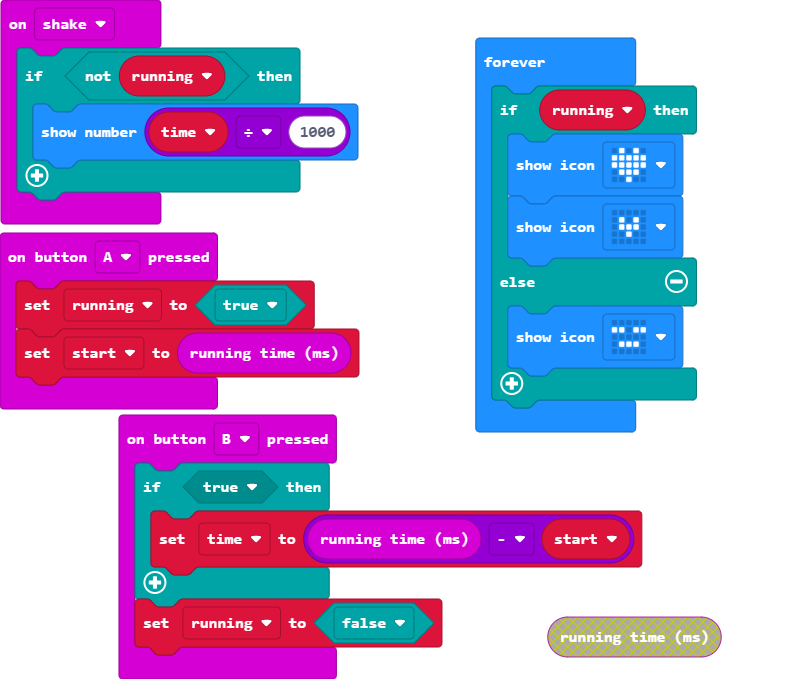 on shake
if not running then
show number time ÷ 1000
on button A pressed
set running to true
set start to running time (ms)
on button B pressed
if true then
set time to running time (ms) - start
set running to false
forever
if running then
show icon
show icon
else
show icon
running time (ms)